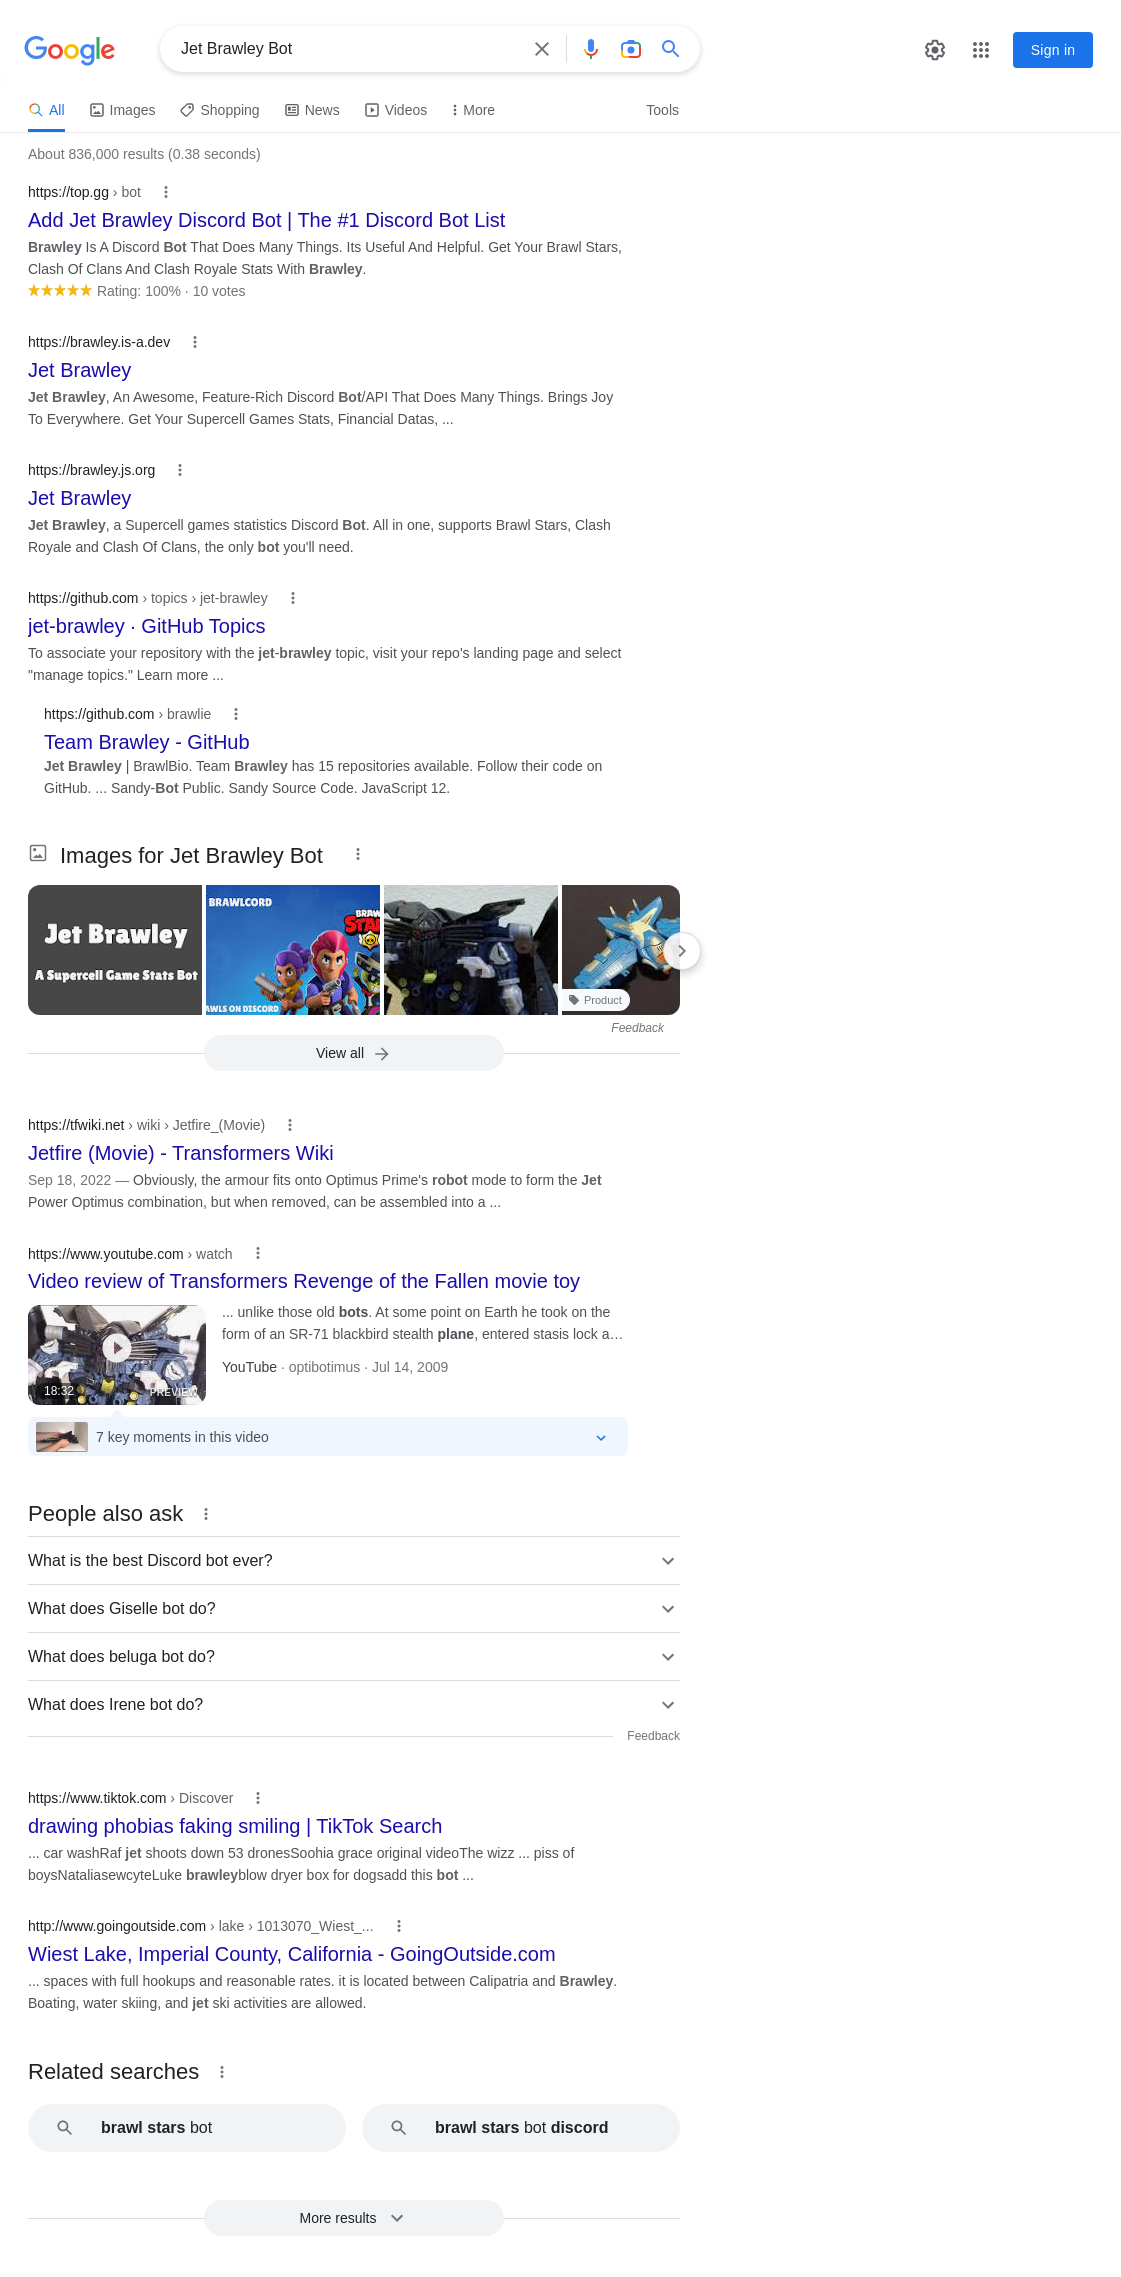 Google
Jet Brawley Bot
Sign in
All
Images
Shopping
News
Videos
More
Tools
About 836,000 results (0.38 seconds)
https://top.gg › bot
Add Jet Brawley Discord Bot | The #1 Discord Bot List
Brawley Is A Discord Bot That Does Many Things. Its Useful And Helpful. Get Your Brawl Stars,
Clash Of Clans And Clash Royale Stats With Brawley.
Rating: 100% · 10 votes
https://brawley.is-a.dev
Jet Brawley
Jet Brawley, An Awesome, Feature-Rich Discord Bot/API That Does Many Things. Brings Joy
To Everywhere. Get Your Supercell Games Stats, Financial Datas, ...
https://brawley.js.org
Jet Brawley
Jet Brawley, a Supercell games statistics Discord Bot. All in one, supports Brawl Stars, Clash
Royale and Clash Of Clans, the only bot you'll need.
https://github.com › topics › jet-brawley
jet-brawley · GitHub Topics
To associate your repository with the jet-brawley topic, visit your repo's landing page and select
"manage topics." Learn more ...
https://github.com › brawlie
Team Brawley - GitHub
Jet Brawley | BrawlBio. Team Brawley has 15 repositories available. Follow their code on
GitHub. ... Sandy-Bot Public. Sandy Source Code. JavaScript 12.
Images for Jet Brawley Bot
Jet Brawley
A Supercell Game Stats Bot
BRAWLCORD
BRAW
STA
AWLS ON DISCORD
Product
Feedback
View all
https://tfwiki.net › wiki › Jetfire_(Movie)
Jetfire (Movie) - Transformers Wiki
Sep 18, 2022 — Obviously, the armour fits onto Optimus Prime's robot mode to form the Jet
Power Optimus combination, but when removed, can be assembled into a ...
https://www.youtube.com › watch
Video review of Transformers Revenge of the Fallen movie toy
... unlike those old bots. At some point on Earth he took on the
form of an SR-71 blackbird stealth plane, entered stasis lock a…
YouTube · optibotimus · Jul 14, 2009
18:32
PREVIEW
7 key moments in this video
People also ask
What is the best Discord bot ever?
What does Giselle bot do?
What does beluga bot do?
What does Irene bot do?
Feedback
https://www.tiktok.com › Discover
drawing phobias faking smiling | TikTok Search
... car washRaf jet shoots down 53 dronesSoohia grace original videoThe wizz ... piss of
boysNataliasewcyteLuke brawleyblow dryer box for dogsadd this bot ...
http://www.goingoutside.com › lake › 1013070_Wiest_...
Wiest Lake, Imperial County, California - GoingOutside.com
... spaces with full hookups and reasonable rates. it is located between Calipatria and Brawley.
Boating, water skiing, and jet ski activities are allowed.
Related searches
brawl stars bot
brawl stars bot discord
More results